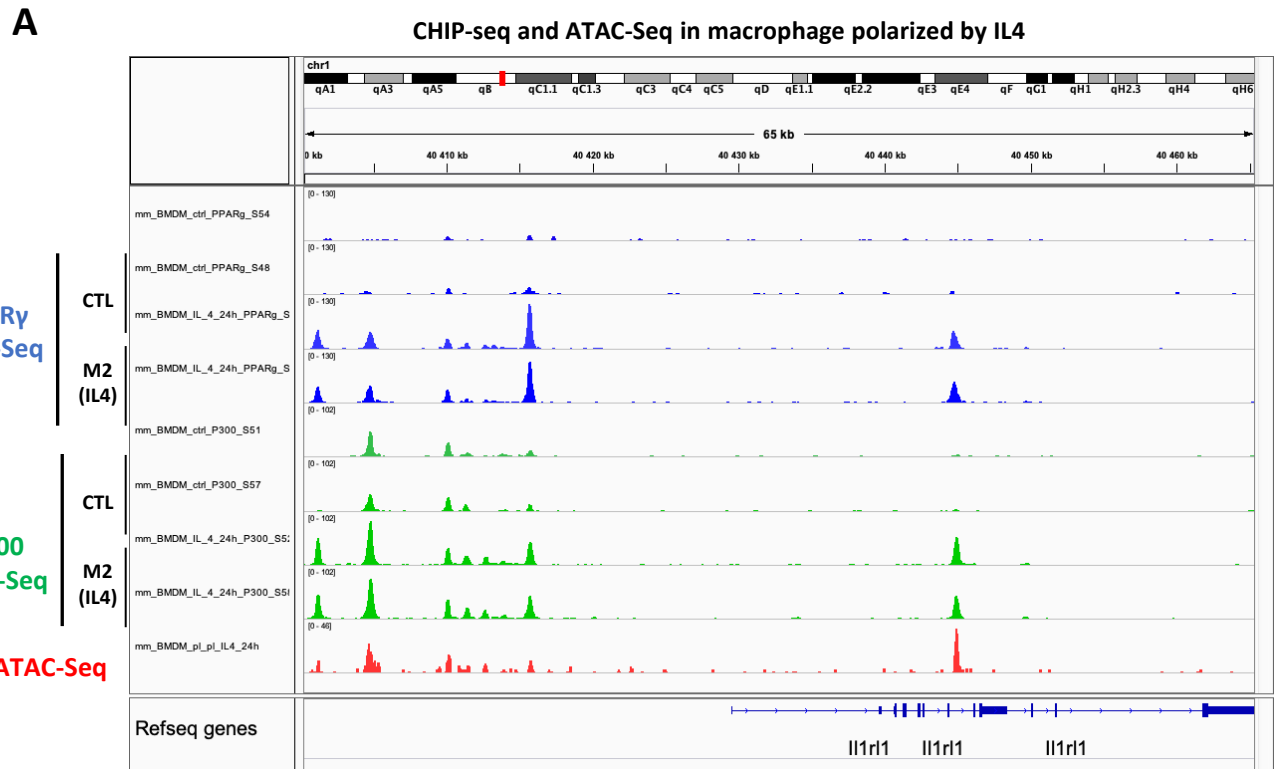 A
CHIP-seq and ATAC-Seq in macrophage polarized by IL4
chr1
qA1 qA3 qA5 qB qC1.1 qC1.3 qC3 qC4 qC5 qD qE1.1 qE2.2 qE3 qE4 qF qG1 qH1 qH2.3 qH4 qH6
65 kb
0 kb 40 410 kb 40 420 kb 40 430 kb 40 440 kb 40 450 kb 40 460 kb
[0 - 130]
mm_BMDM_ctrl_PPARg_S54
[0 - 130]
mm_BMDM_ctrl_PPARg_S48
CTL
[0 - 130]
mm_BMDM_IL_4_24h_PPARg_S
Rγ
Seq
[0 - 130]
mm_BMDM_IL_4_24h_PPARg_S
M2
(IL4)
[0 - 102]
mm_BMDM_ctrl_P300_S51
[0 - 102]
mm_BMDM_ctrl_P300_S57
CTL
[0 - 102]
mm_BMDM_IL_4_24h_P300_S5
00
-Seq
[0 - 102]
mm_BMDM_IL_4_24h_P300_S5
M2
(IL4)
[0 - 46]
mm_BMDM_pl_pl_IL4_24h
ATAC-Seq
Refseq genes
Il1rl1 Il1rl1 Il1rl1